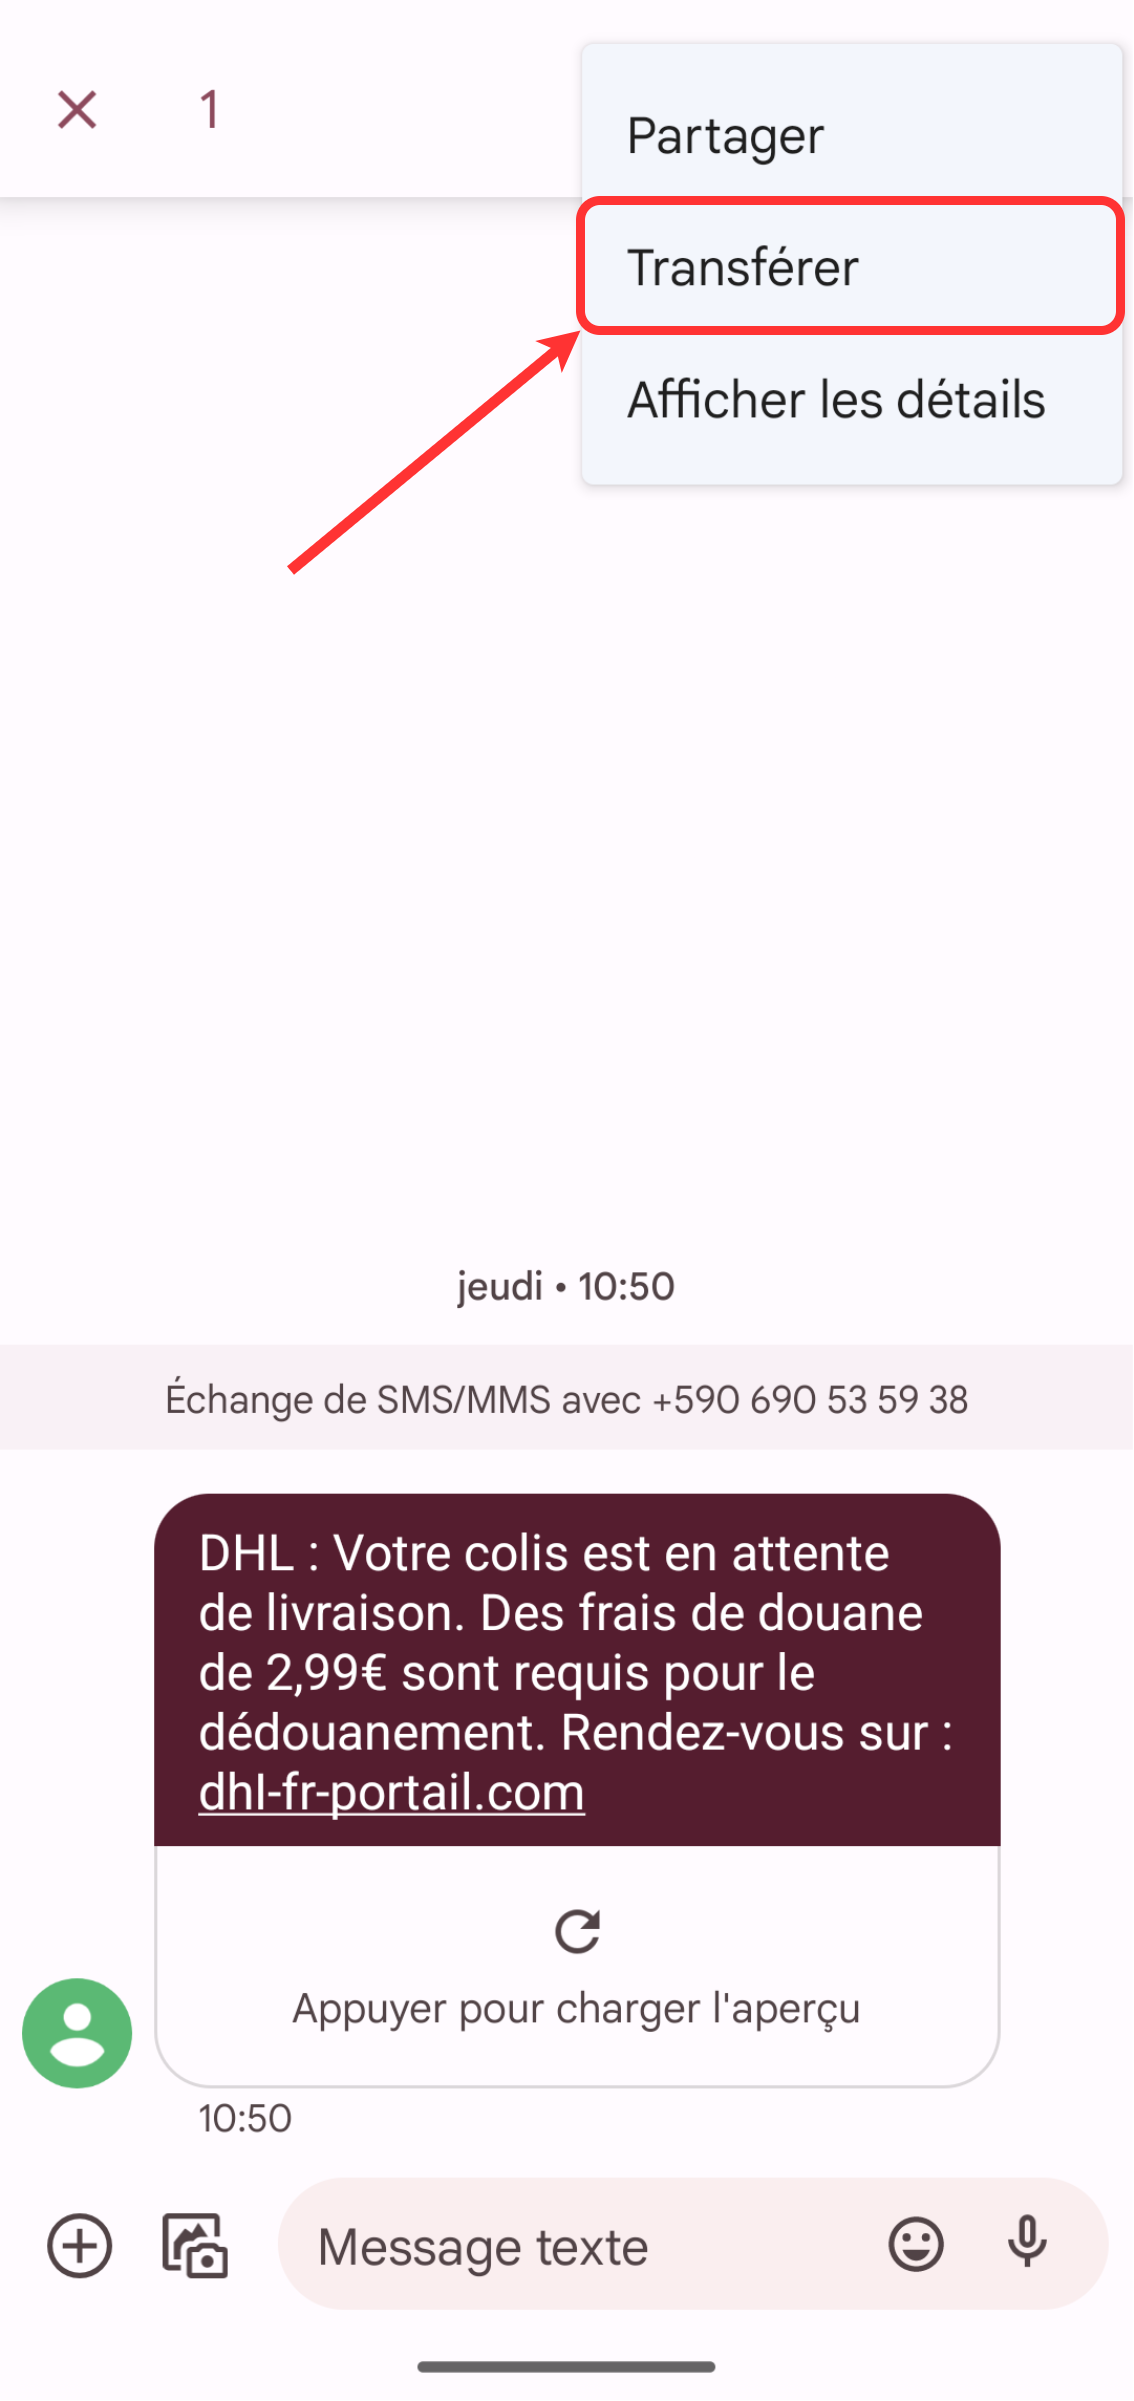 1
Partager
Transférer
Afficher les détails
jeudi • 10:50
Échange de SMS/MMS avec +590 690 53 59 38
DHL : Votre colis est en attente
de livraison. Des frais de douane
de 2,99€ sont requis pour le
dédouanement. Rendez-vous sur :
dhl-fr-portail.com
Appuyer pour charger l'aperçu
10:50
Message texte